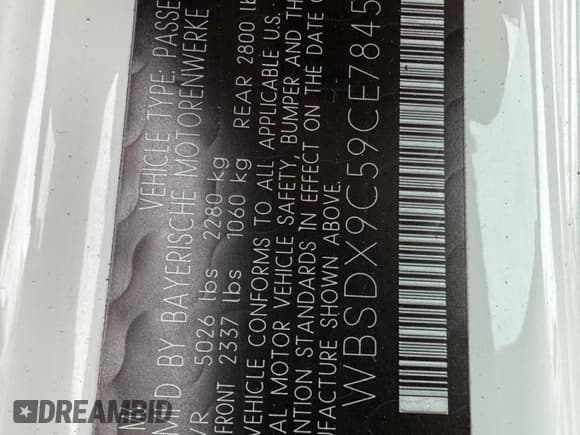 VEHICLE TYPE: PASSE
MFD BY BAYERISCHE MOTORENWERKE
VR 5026 lbs 2280 kg
FRONT 2337 lbs 1060 kg REAR 2800 l
VEHICLE CONFORMS TO ALL APPLICABLE U.S.
AL MOTOR VEHICLE SAFETY, BUMPER AND TH
NTION STANDARDS IN EFFECT ON THE DATE
UFACTURE SHOWN ABOVE.
WBSDX9C59CE7845
DREAMBID